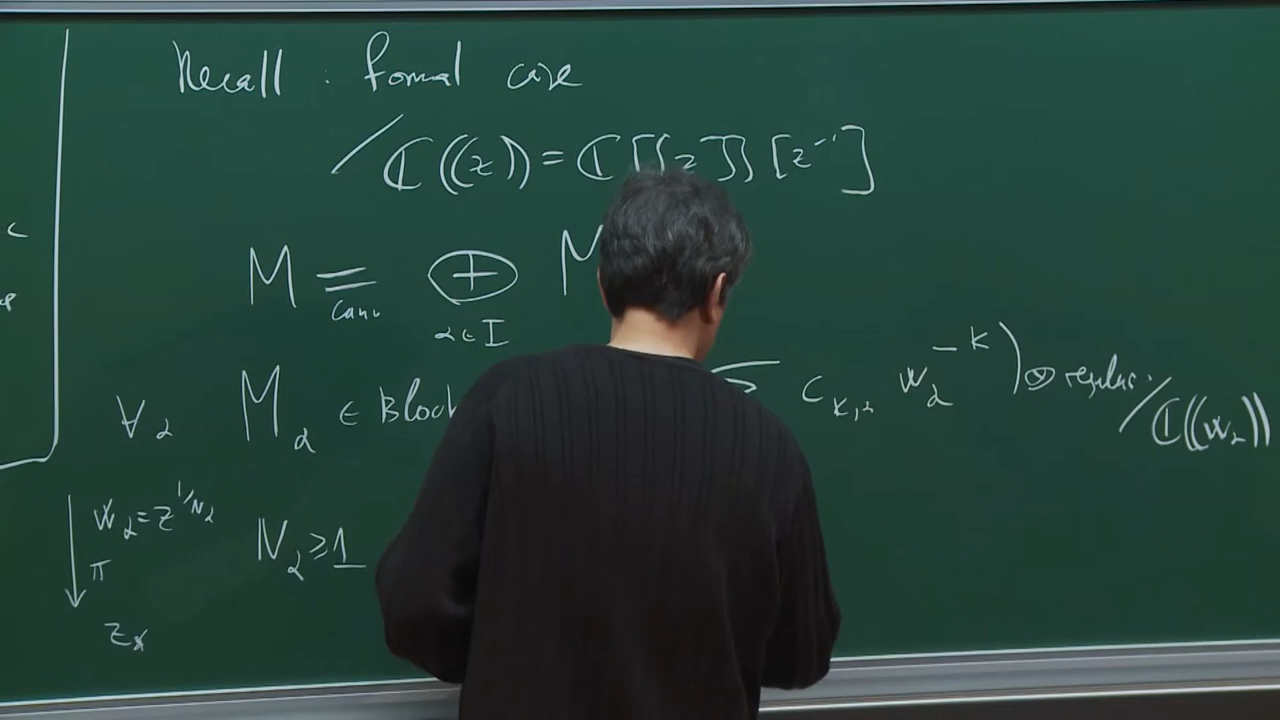 Recall : formal case
/ ℂ((z)) = ℂ[[z]][z⁻¹]
M = ⊕ M
can.
α ∈ I
∀α M_α ∈ Block c_{k,α} w_α^{-k}) ⊗ regular / ℂ((w_α))
w_α = z^{1/N_α} N_α ≥ 1
π
z